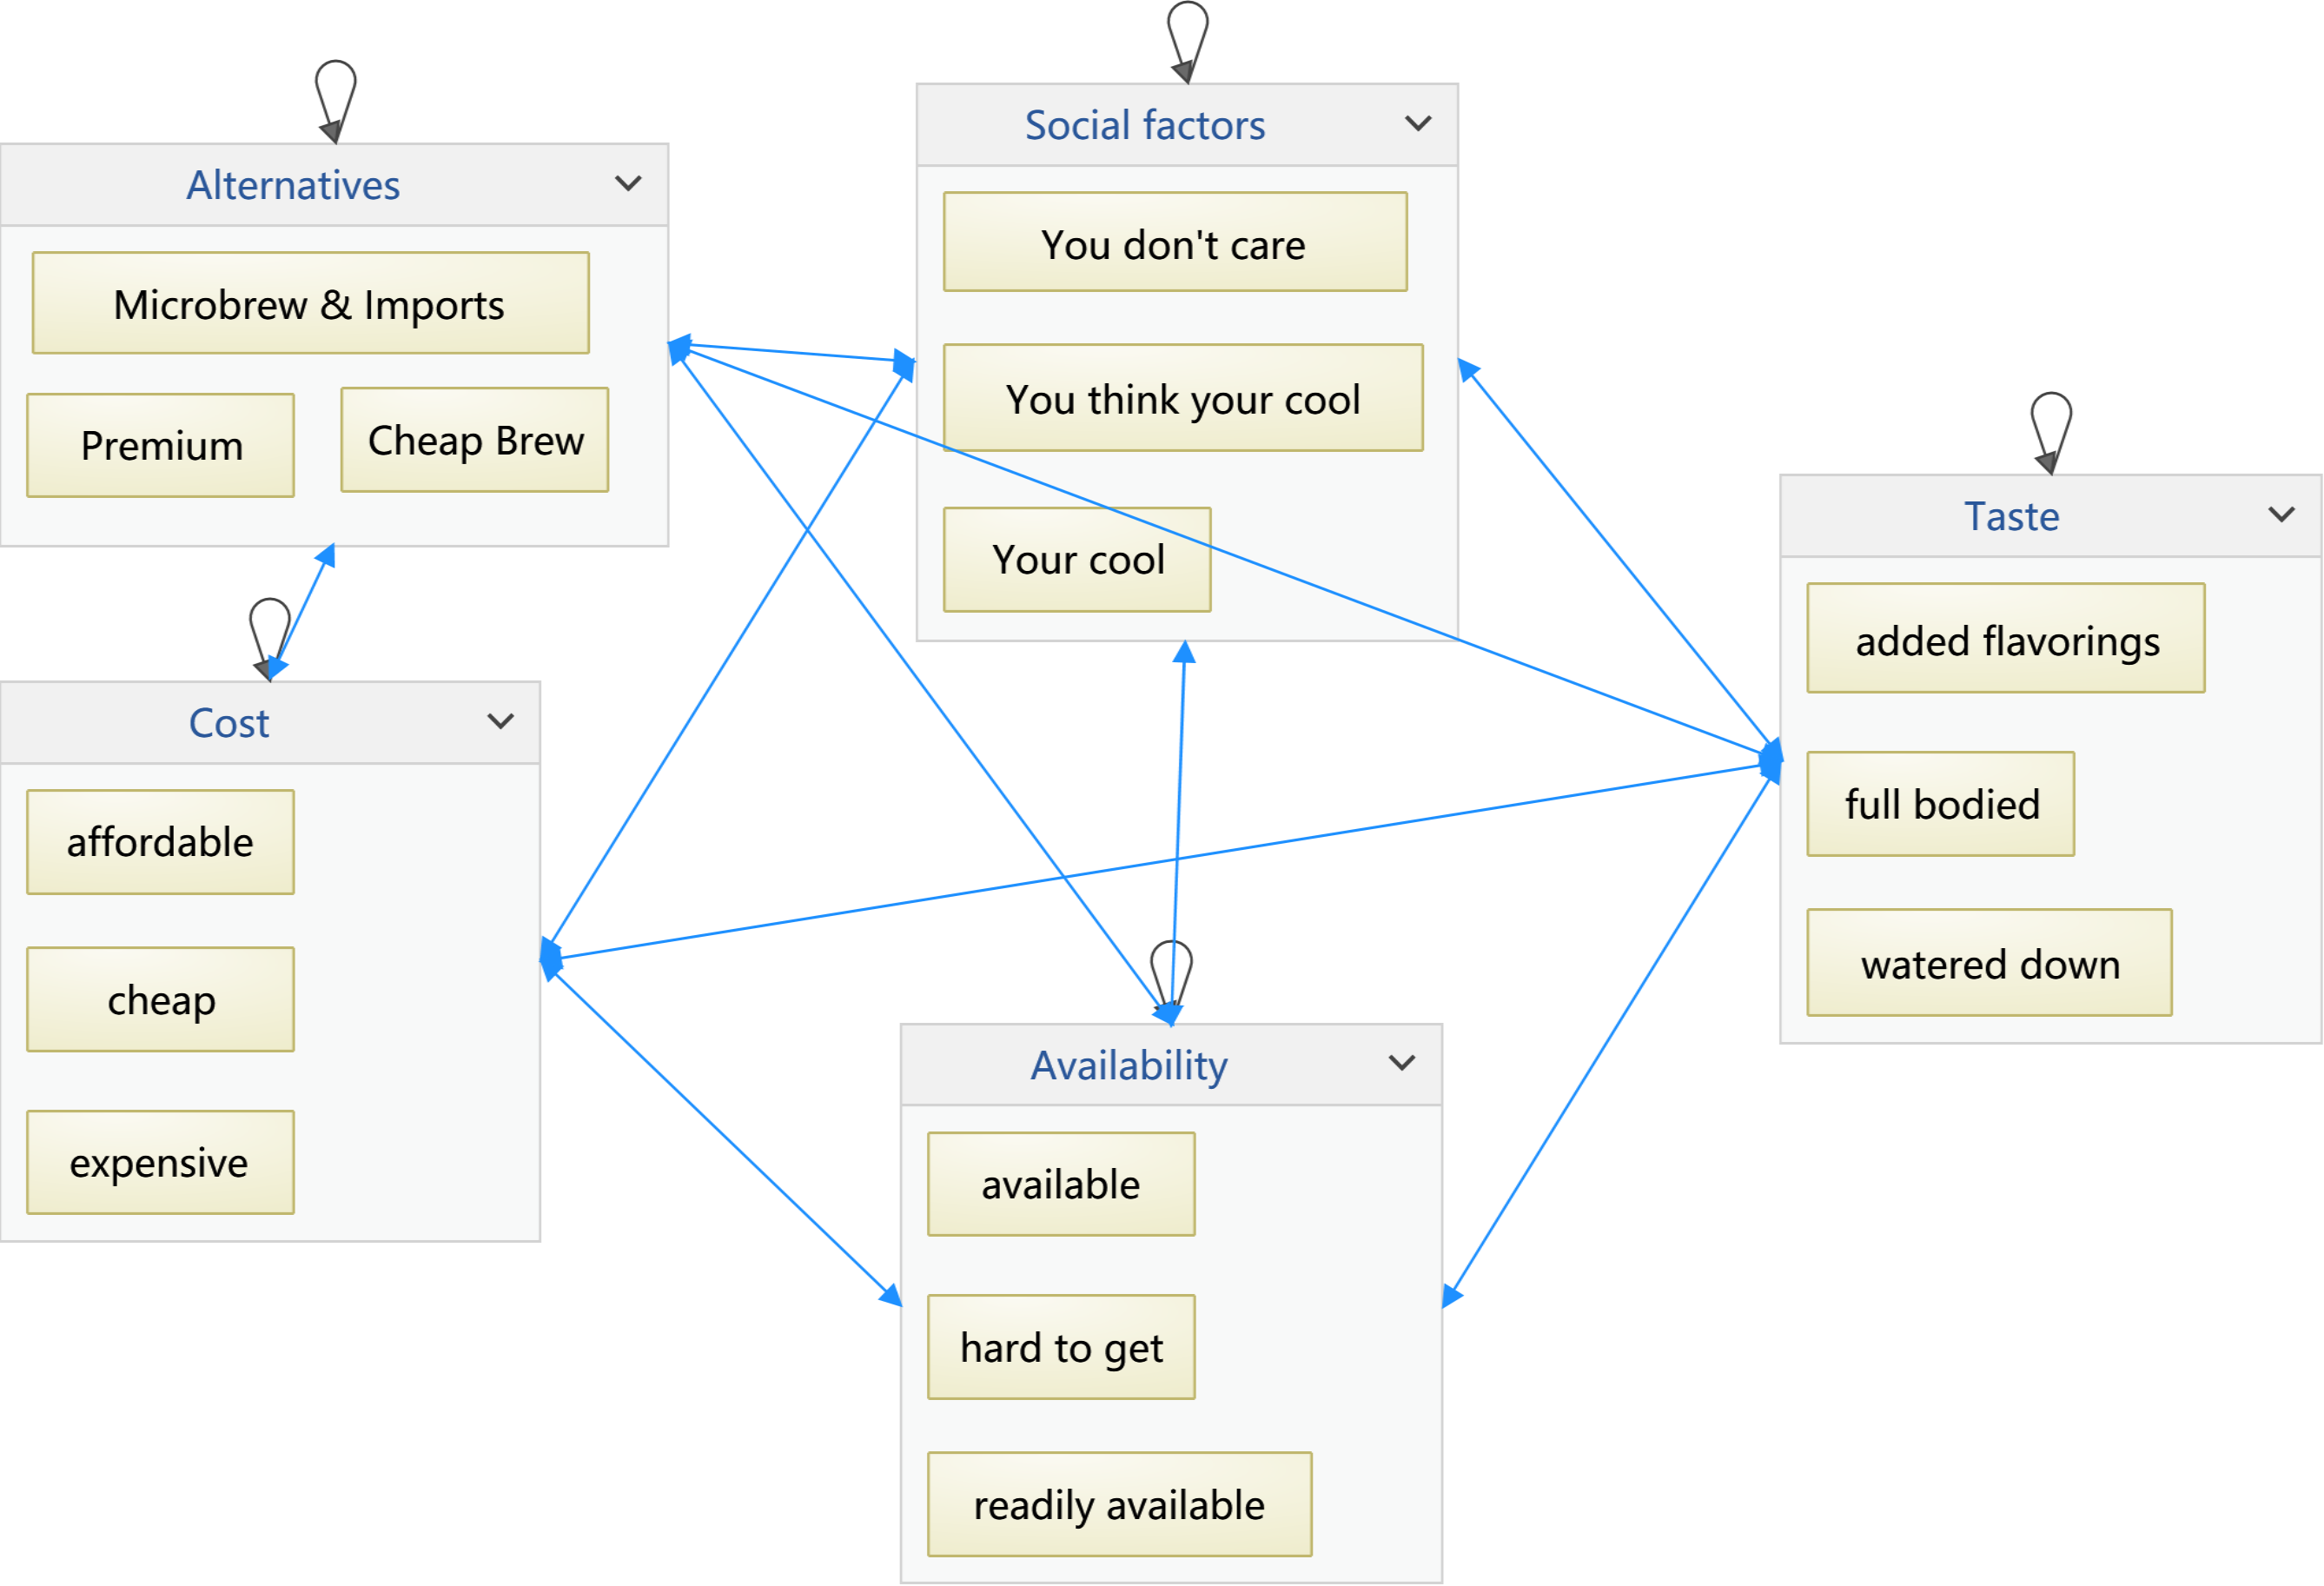 Alternatives
Microbrew & Imports
Premium
Cheap Brew
Social factors
You don't care
You think your cool
Your cool
Taste
added flavorings
full bodied
watered down
Cost
affordable
cheap
expensive
Availability
available
hard to get
readily available